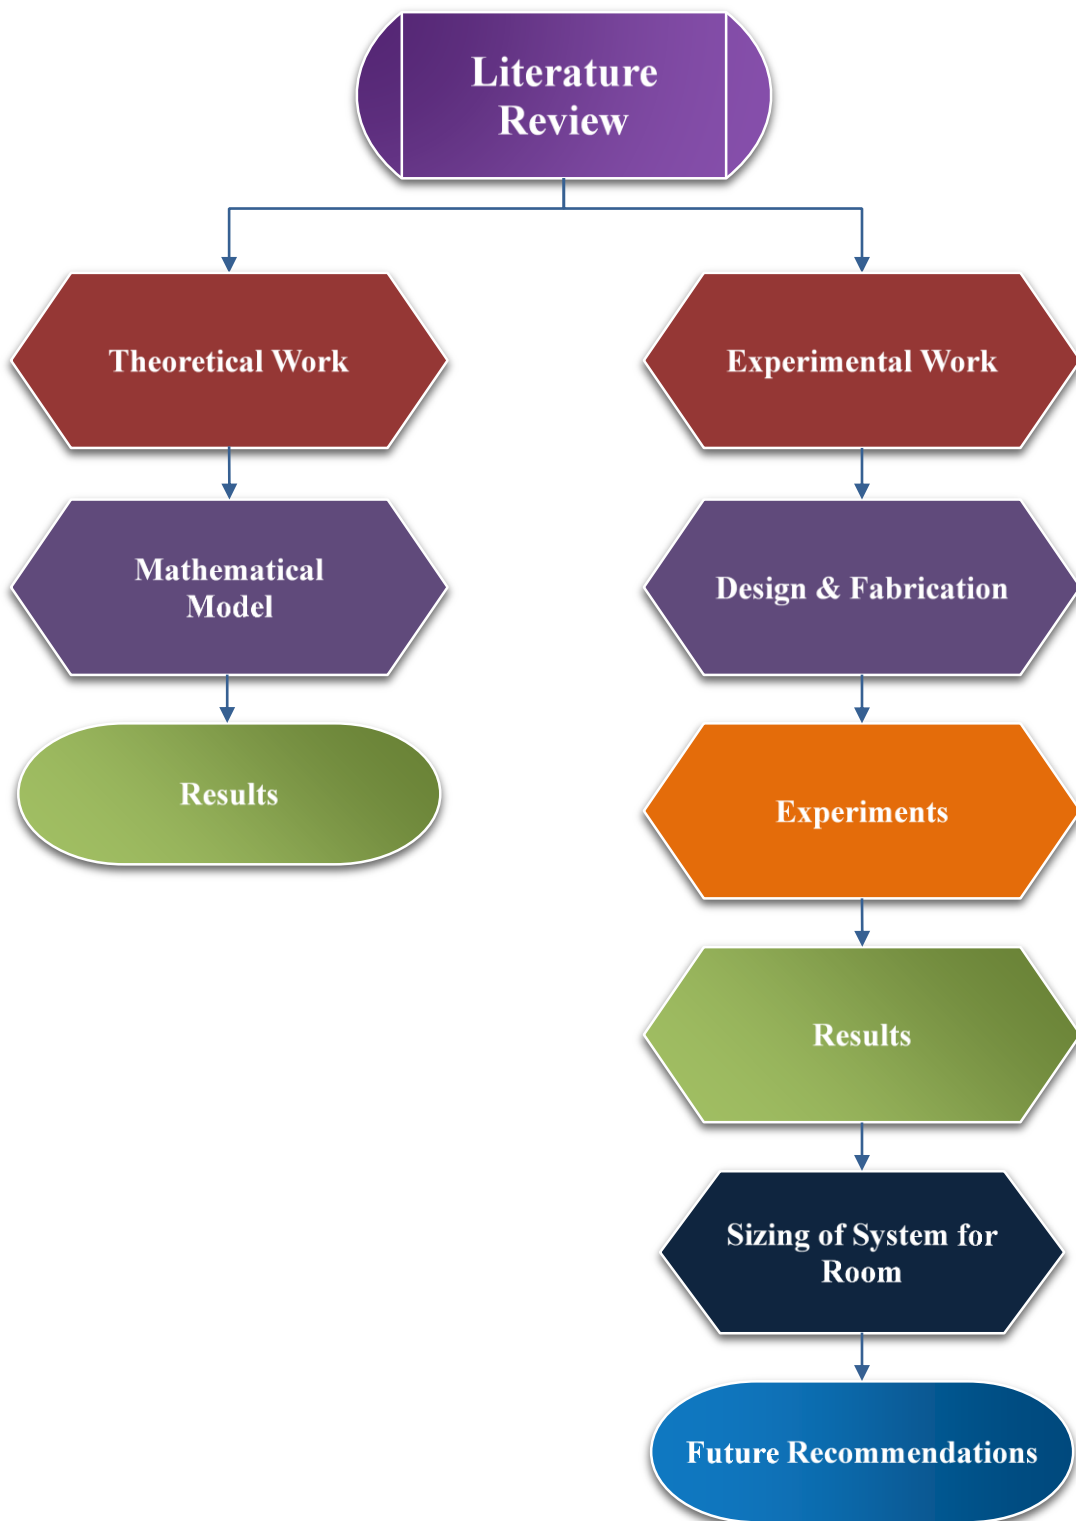 Literature
Review
Theoretical Work
Experimental Work
Mathematical
Model
Design & Fabrication
Results
Experiments
Results
Sizing of System for
Room
Future Recommendations